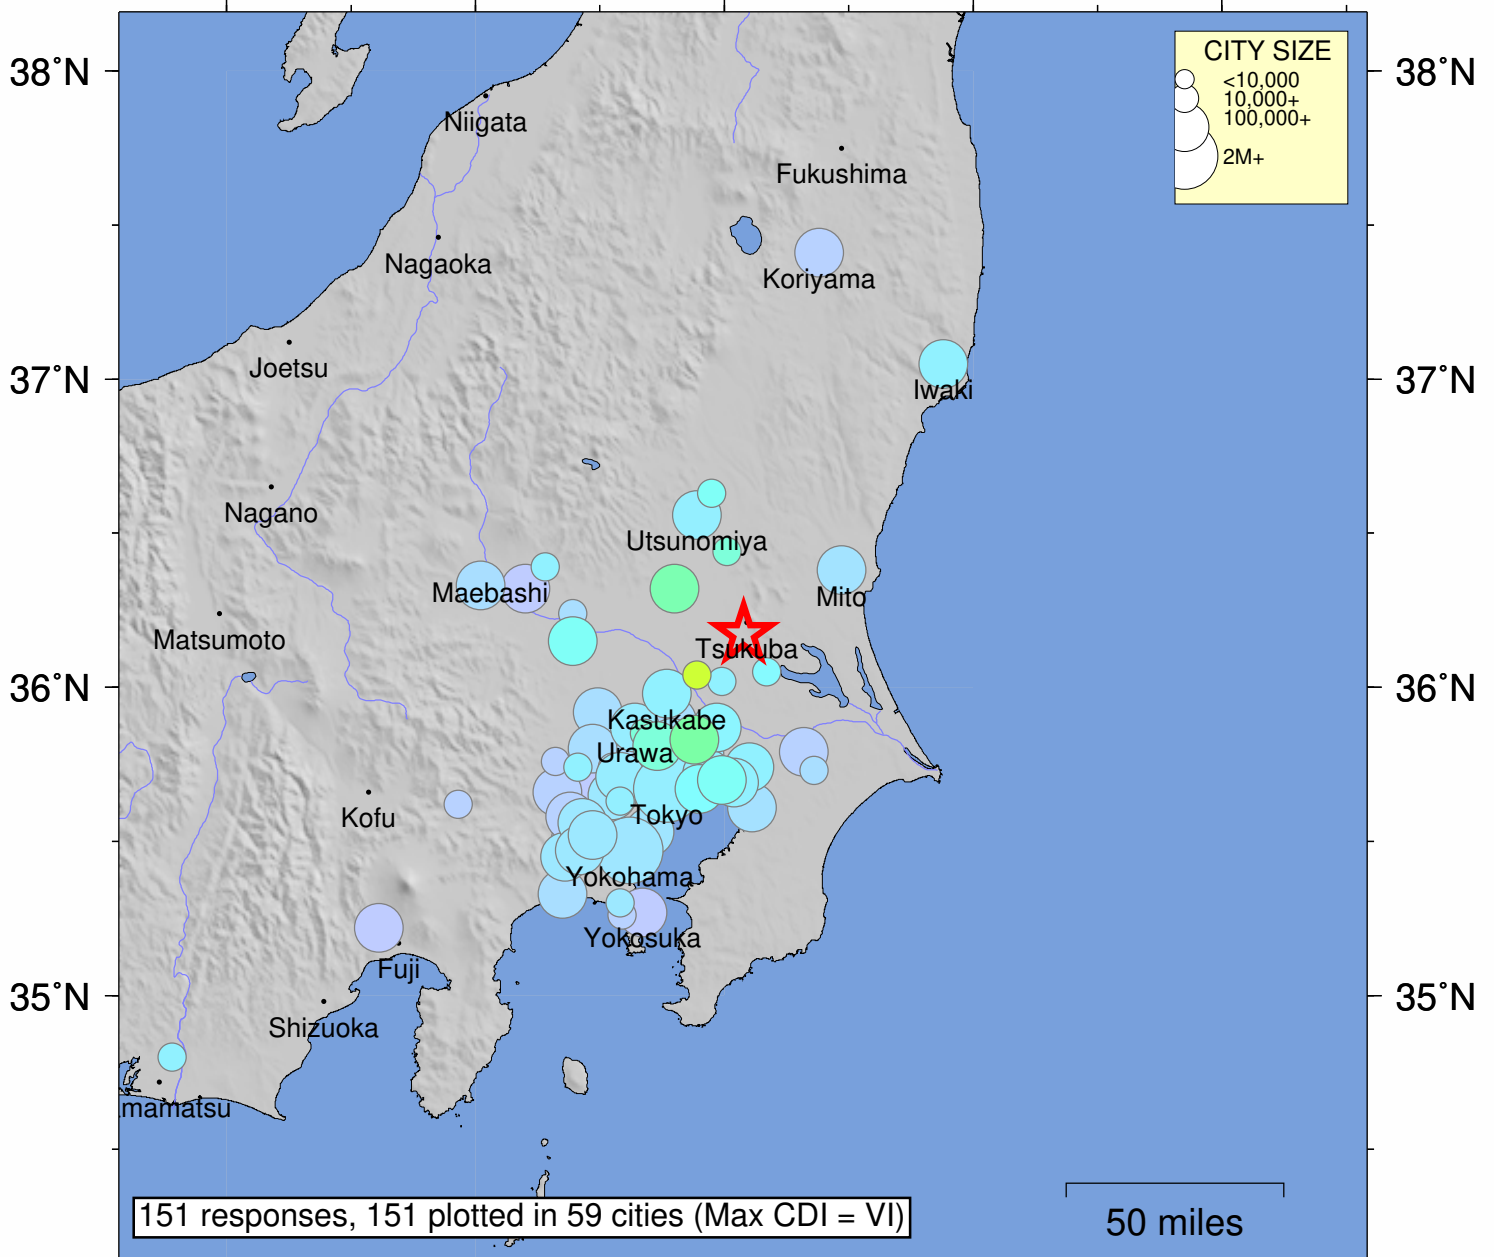 CITY SIZE
<10,000
10,000+
100,000+
2M+
38°N
38°N
Niigata
Fukushima
Nagaoka
Koriyama
Joetsu
37°N
37°N
Iwaki
Nagano
Utsunomiya
Maebashi
Mito
Matsumoto
Tsukuba
36°N
36°N
Kasukabe
Urawa
Kofu
Tokyo
Yokohama
Yokosuka
Fuji
35°N
35°N
Shizuoka
mamatsu
151 responses, 151 plotted in 59 cities (Max CDI = VI)
50 miles